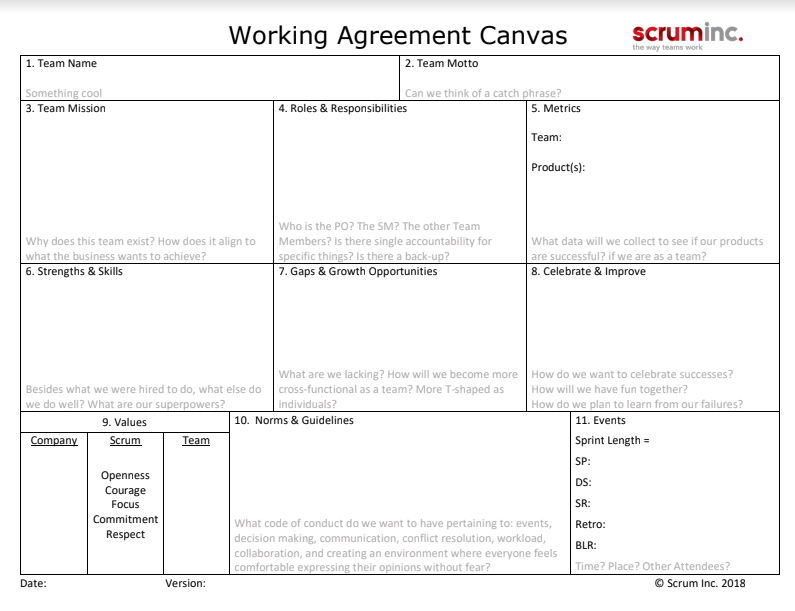 Working Agreement Canvas
scruminc.
the way teams work
1. Team Name
Something cool
2. Team Motto
Can we think of a catch phrase?
3. Team Mission
Why does this team exist? How does it align to
what the business wants to achieve?
4. Roles & Responsibilities
Who is the PO? The SM? The other Team
Members? Is there single accountability for
specific things? Is there a back-up?
5. Metrics
Team:
Product(s):
What data will we collect to see if our products
are successful? if we are as a team?
6. Strengths & Skills
Besides what we were hired to do, what else do
we do well? What are our superpowers?
7. Gaps & Growth Opportunities
What are we lacking? How will we become more
cross-functional as a team? More T-shaped as
individuals?
8. Celebrate & Improve
How do we want to celebrate successes?
How will we have fun together?
How do we plan to learn from our failures?
9. Values
Company
Scrum
Openness
Courage
Focus
Commitment
Respect
Team
10. Norms & Guidelines
What code of conduct do we want to have pertaining to: events,
decision making, communication, conflict resolution, workload,
collaboration, and creating an environment where everyone feels
comfortable expressing their opinions without fear?
11. Events
Sprint Length =
SP:
DS:
SR:
Retro:
BLR:
Time? Place? Other Attendees?
Date:
Version:
© Scrum Inc. 2018